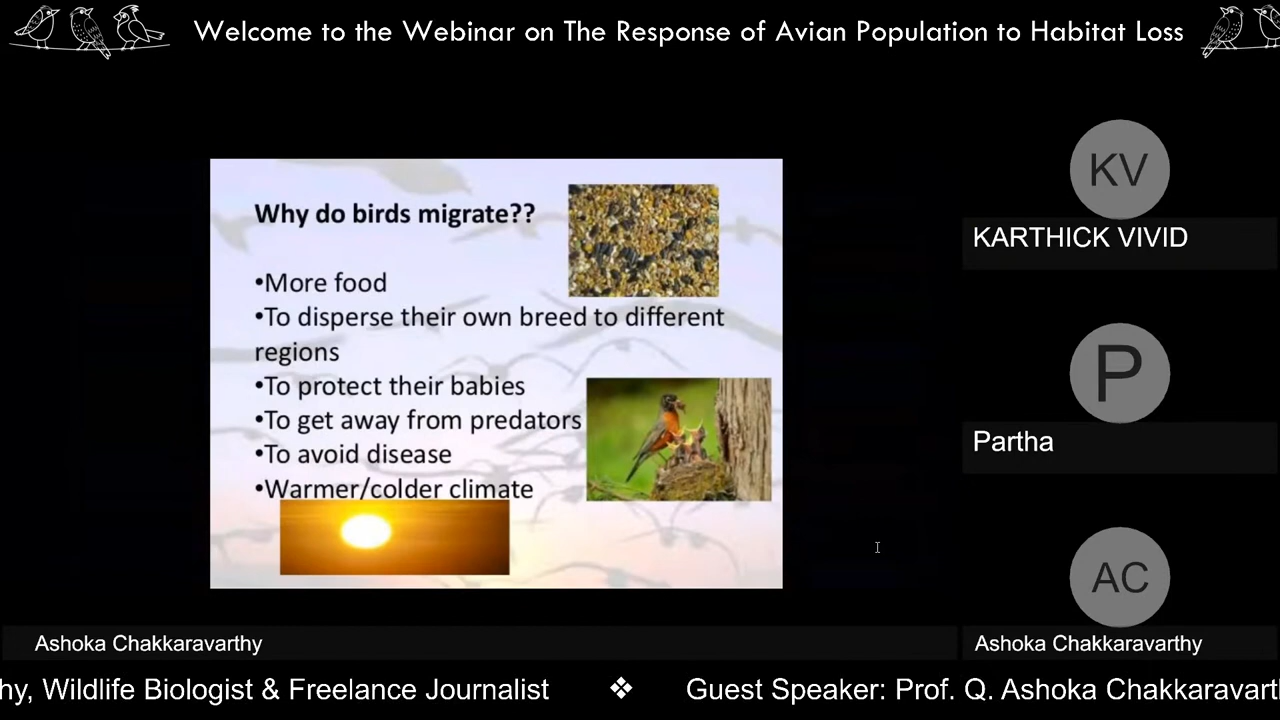 Welcome to the Webinar on The Response of Avian Population to Habitat Loss
Why do birds migrate??
•More food
•To disperse their own breed to different
regions
•To protect their babies
•To get away from predators
•To avoid disease
•Warmer/colder climate
KV
KARTHICK VIVID
P
Partha
AC
Ashoka Chakkaravarthy
Ashoka Chakkaravarthy
hy, Wildlife Biologist & Freelance Journalist ❖ Guest Speaker: Prof. Q. Ashoka Chakkaravart